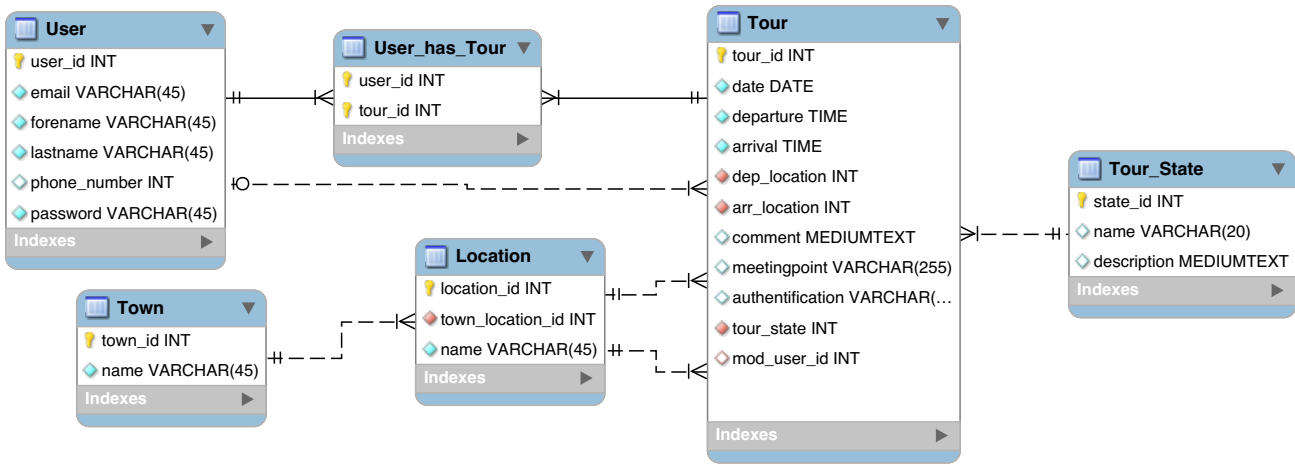 User
user_id INT
email VARCHAR(45)
forename VARCHAR(45)
lastname VARCHAR(45)
phone_number INT
password VARCHAR(45)
Indexes
User_has_Tour
user_id INT
tour_id INT
Indexes
Tour
tour_id INT
date DATE
departure TIME
arrival TIME
dep_location INT
arr_location INT
comment MEDIUMTEXT
meetingpoint VARCHAR(255)
authentification VARCHAR(…
tour_state INT
mod_user_id INT
Indexes
Tour_State
state_id INT
name VARCHAR(20)
description MEDIUMTEXT
Indexes
Location
location_id INT
town_location_id INT
name VARCHAR(45)
Indexes
Town
town_id INT
name VARCHAR(45)
Indexes